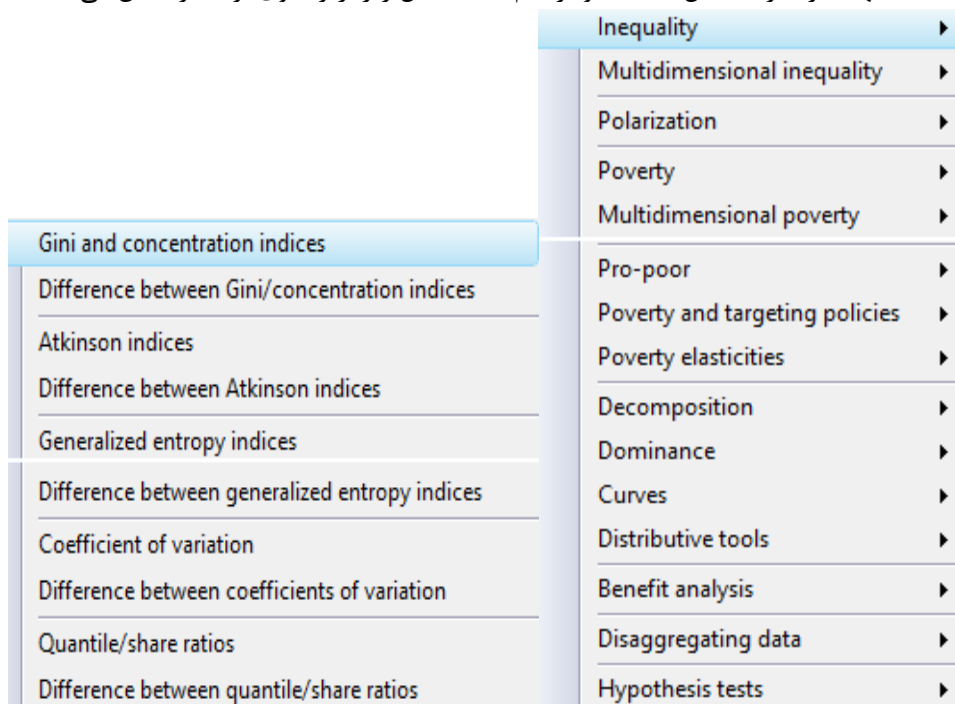 Inequality
Multidimensional inequality
Polarization
Poverty
Multidimensional poverty
Pro-poor
Poverty and targeting policies
Poverty elasticities
Decomposition
Dominance
Curves
Distributive tools
Benefit analysis
Disaggregating data
Hypothesis tests
Gini and concentration indices
Difference between Gini/concentration indices
Atkinson indices
Difference between Atkinson indices
Generalized entropy indices
Difference between generalized entropy indices
Coefficient of variation
Difference between coefficients of variation
Quantile/share ratios
Difference between quantile/share ratios